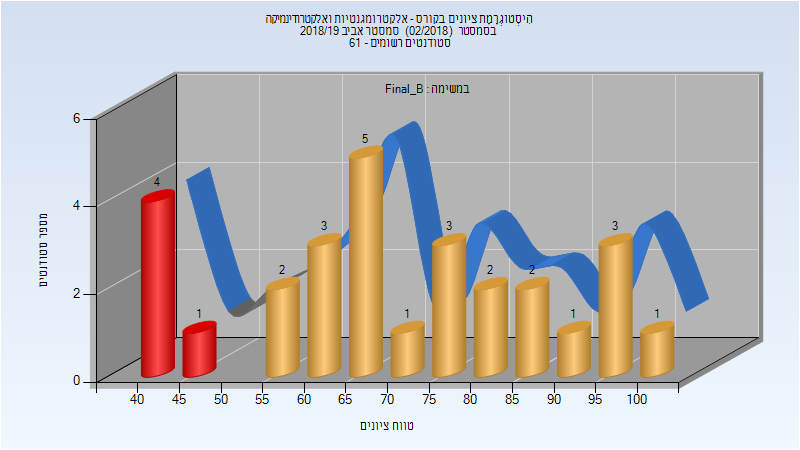 היסטוגרמת ציונים בקורס - אלקטרומגנטיות ואלקטרודינמיקה
בסמסטר (02/2018) סמסטר אביב 2018/19
סטודנטים רשומים - 61
במשימה : Final_B
מספר סטודנטים
6
4
2
0
4
1
2
3
5
1
3
2
2
1
3
1
40 45 50 55 60 65 70 75 80 85 90 95 100
טווח ציונים